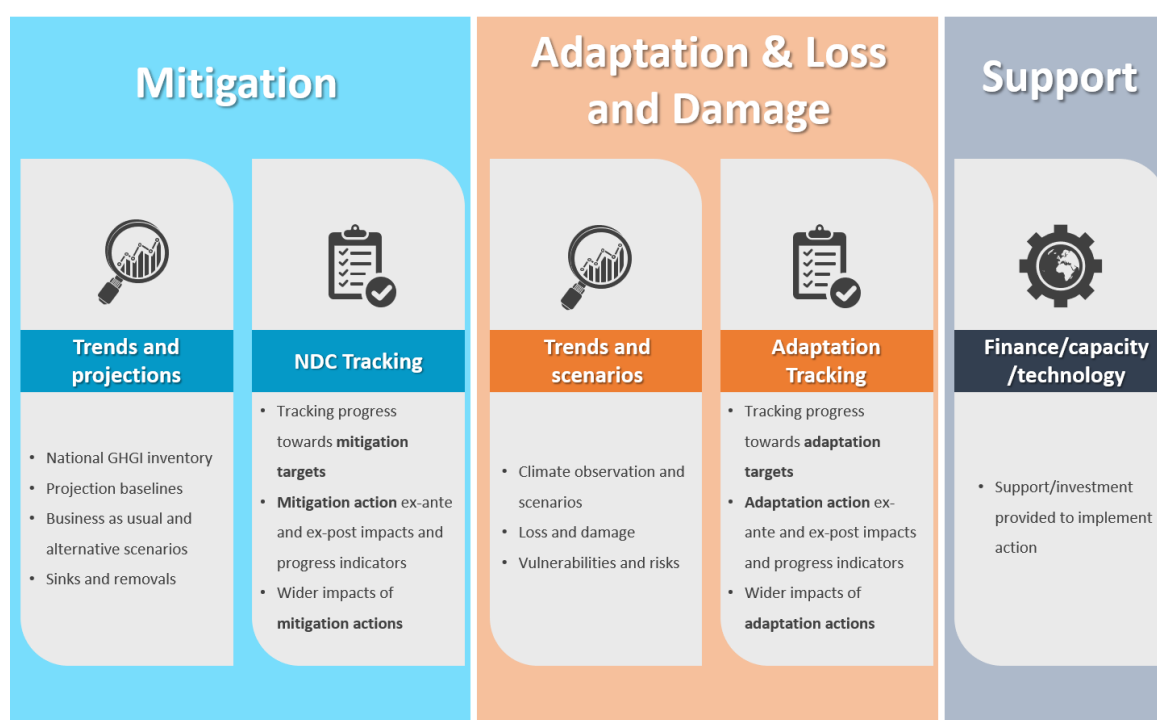 Mitigation
Trends and
projections
• National GHGI inventory
• Projection baselines
• Business as usual and
alternative scenarios
• Sinks and removals
NDC Tracking
• Tracking progress
towards mitigation
targets
• Mitigation action ex-ante
and ex-post impacts and
progress indicators
• Wider impacts of
mitigation actions
Adaptation & Loss
and Damage
Trends and
scenarios
• Climate observation and
scenarios
• Loss and damage
• Vulnerabilities and risks
Adaptation
Tracking
• Tracking progress
towards adaptation
targets
• Adaptation action ex-
ante and ex-post impacts
and progress indicators
• Wider impacts of
adaptation actions
Support
Finance/capacity
/technology
• Support/investment
provided to implement
action